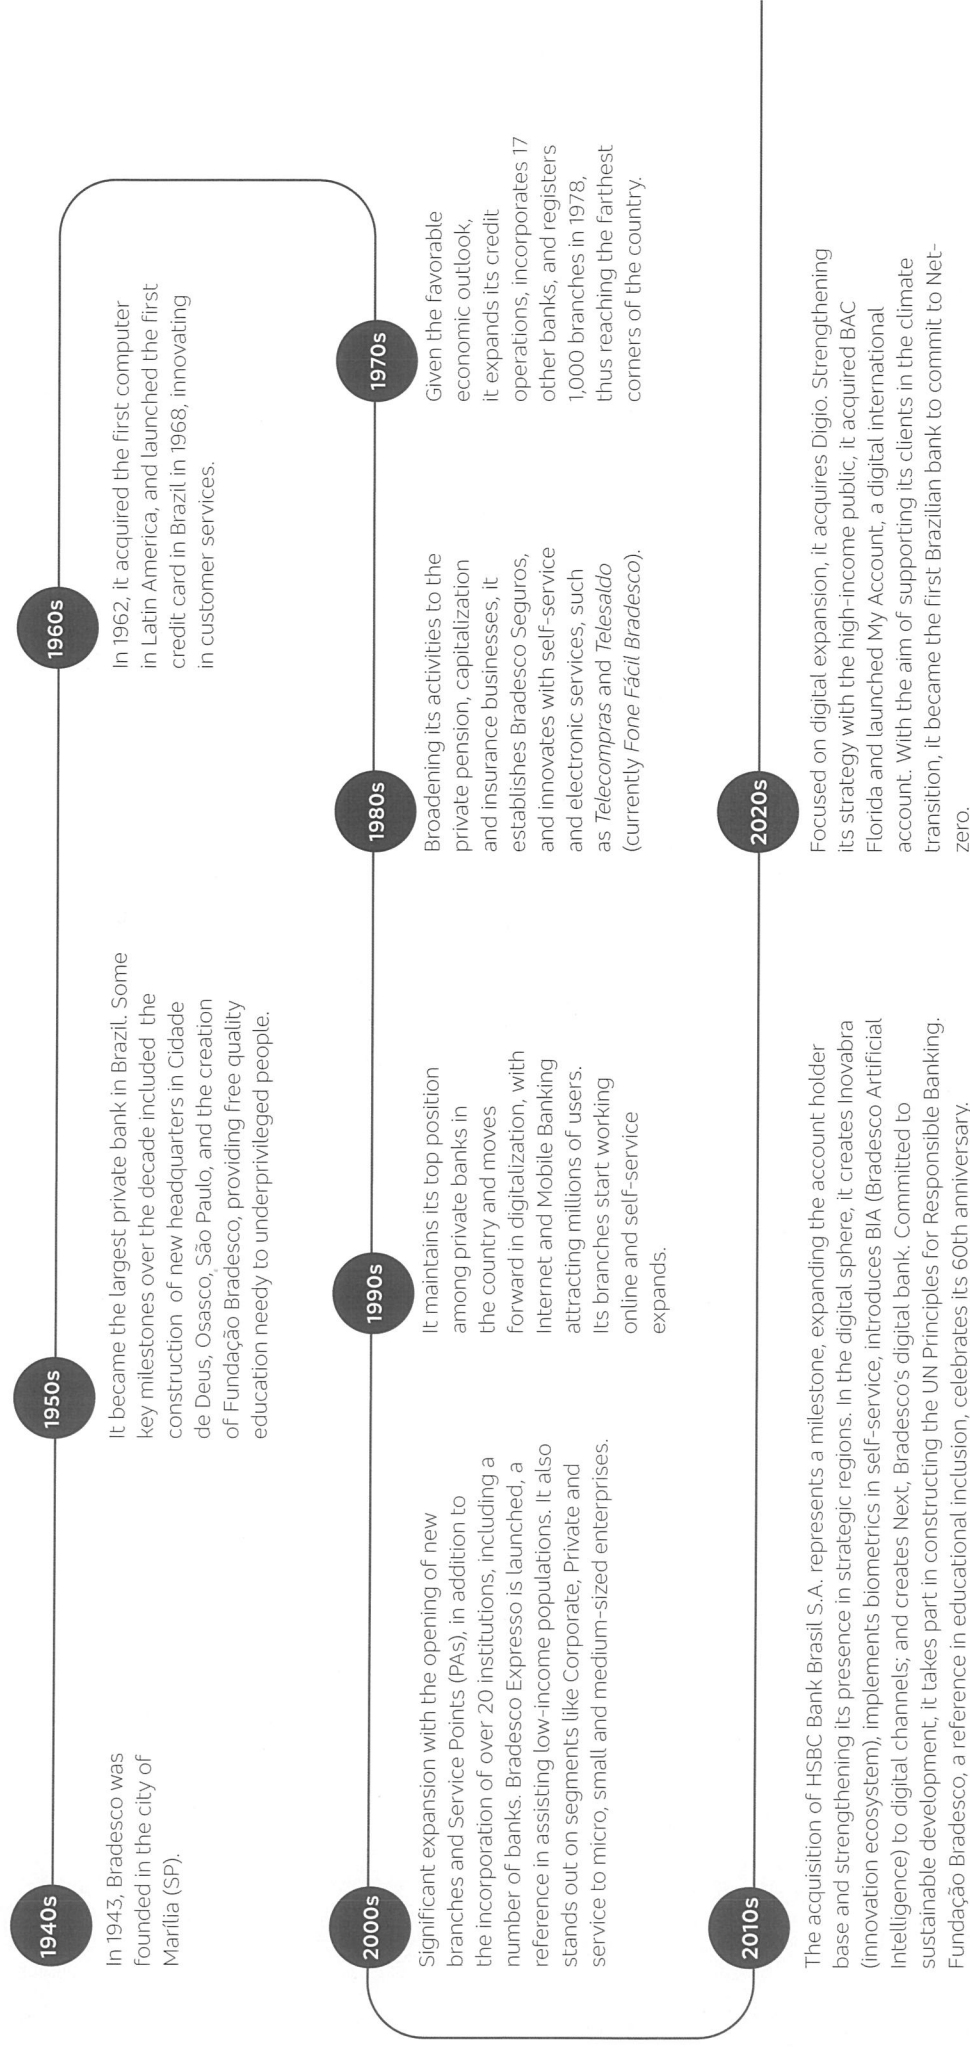 1940s
In 1943, Bradesco was
founded in the city of
Marília (SP).
1950s
It became the largest private bank in Brazil. Some
key milestones over the decade included the
construction of new headquarters in Cidade
de Deus, Osasco, São Paulo, and the creation
of Fundação Bradesco, providing free quality
education needy to underprivileged people.
1960s
In 1962, it acquired the first computer
in Latin America, and launched the first
credit card in Brazil in 1968, innovating
in customer services.
1970s
Given the favorable
economic outlook,
it expands its credit
operations, incorporates 17
other banks, and registers
1,000 branches in 1978,
thus reaching the farthest
corners of the country.
1980s
Broadening its activities to the
private pension, capitalization
and insurance businesses, it
establishes Bradesco Seguros,
and innovates with self-service
and electronic services, such
as Telecompras and Telesaldo
(currently Fone Fácil Bradesco).
1990s
It maintains its top position
among private banks in
the country and moves
forward in digitalization, with
Internet and Mobile Banking
attracting millions of users.
Its branches start working
online and self-service
expands.
2000s
Significant expansion with the opening of new
branches and Service Points (PAs), in addition to
the incorporation of over 20 institutions, including a
number of banks. Bradesco Expresso is launched, a
reference in assisting low-income populations. It also
stands out on segments like Corporate, Private and
service to micro, small and medium-sized enterprises.
2010s
The acquisition of HSBC Bank Brasil S.A. represents a milestone, expanding the account holder
base and strengthening its presence in strategic regions. In the digital sphere, it creates Inovabra
(innovation ecosystem), implements biometrics in self-service, introduces BIA (Bradesco Artificial
Intelligence) to digital channels; and creates Next, Bradesco's digital bank. Committed to
sustainable development, it takes part in constructing the UN Principles for Responsible Banking.
Fundação Bradesco, a reference in educational inclusion, celebrates its 60th anniversary.
2020s
Focused on digital expansion, it acquires Digio. Strengthening
its strategy with the high-income public, it acquired BAC
Florida and launched My Account, a digital international
account. With the aim of supporting its clients in the climate
transition, it became the first Brazilian bank to commit to Net-
zero.